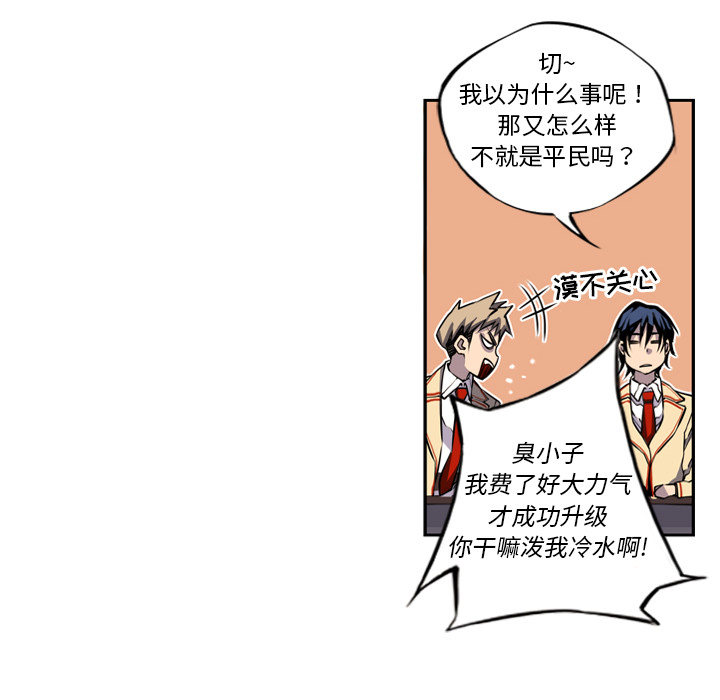 切~
我以为什么事呢！
那又怎么样
不就是平民吗？
漠不关心
臭小子
我费了好大力气
才成功升级
你干嘛泼我冷水啊!